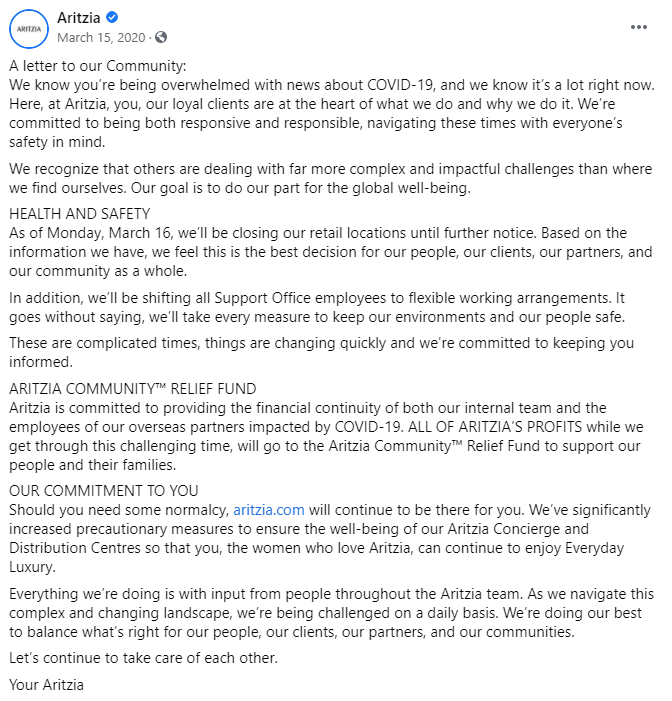 ARITZIA
Aritzia
March 15, 2020 ·
A letter to our Community:
We know you're being overwhelmed with news about COVID-19, and we know it's a lot right now.
Here, at Aritzia, you, our loyal clients are at the heart of what we do and why we do it. We're
committed to being both responsive and responsible, navigating these times with everyone's
safety in mind.
We recognize that others are dealing with far more complex and impactful challenges than where
we find ourselves. Our goal is to do our part for the global well-being.
HEALTH AND SAFETY
As of Monday, March 16, we'll be closing our retail locations until further notice. Based on the
information we have, we feel this is the best decision for our people, our clients, our partners, and
our community as a whole.
In addition, we'll be shifting all Support Office employees to flexible working arrangements. It
goes without saying, we'll take every measure to keep our environments and our people safe.
These are complicated times, things are changing quickly and we're committed to keeping you
informed.
ARITZIA COMMUNITY™ RELIEF FUND
Aritzia is committed to providing the financial continuity of both our internal team and the
employees of our overseas partners impacted by COVID-19. ALL OF ARITZIA'S PROFITS while we
get through this challenging time, will go to the Aritzia Community™ Relief Fund to support our
people and their families.
OUR COMMITMENT TO YOU
Should you need some normalcy, aritzia.com will continue to be there for you. We've significantly
increased precautionary measures to ensure the well-being of our Aritzia Concierge and
Distribution Centres so that you, the women who love Aritzia, can continue to enjoy Everyday
Luxury.
Everything we're doing is with input from people throughout the Aritzia team. As we navigate this
complex and changing landscape, we're being challenged on a daily basis. We're doing our best
to balance what's right for our people, our clients, our partners, and our communities.
Let's continue to take care of each other.
Your Aritzia